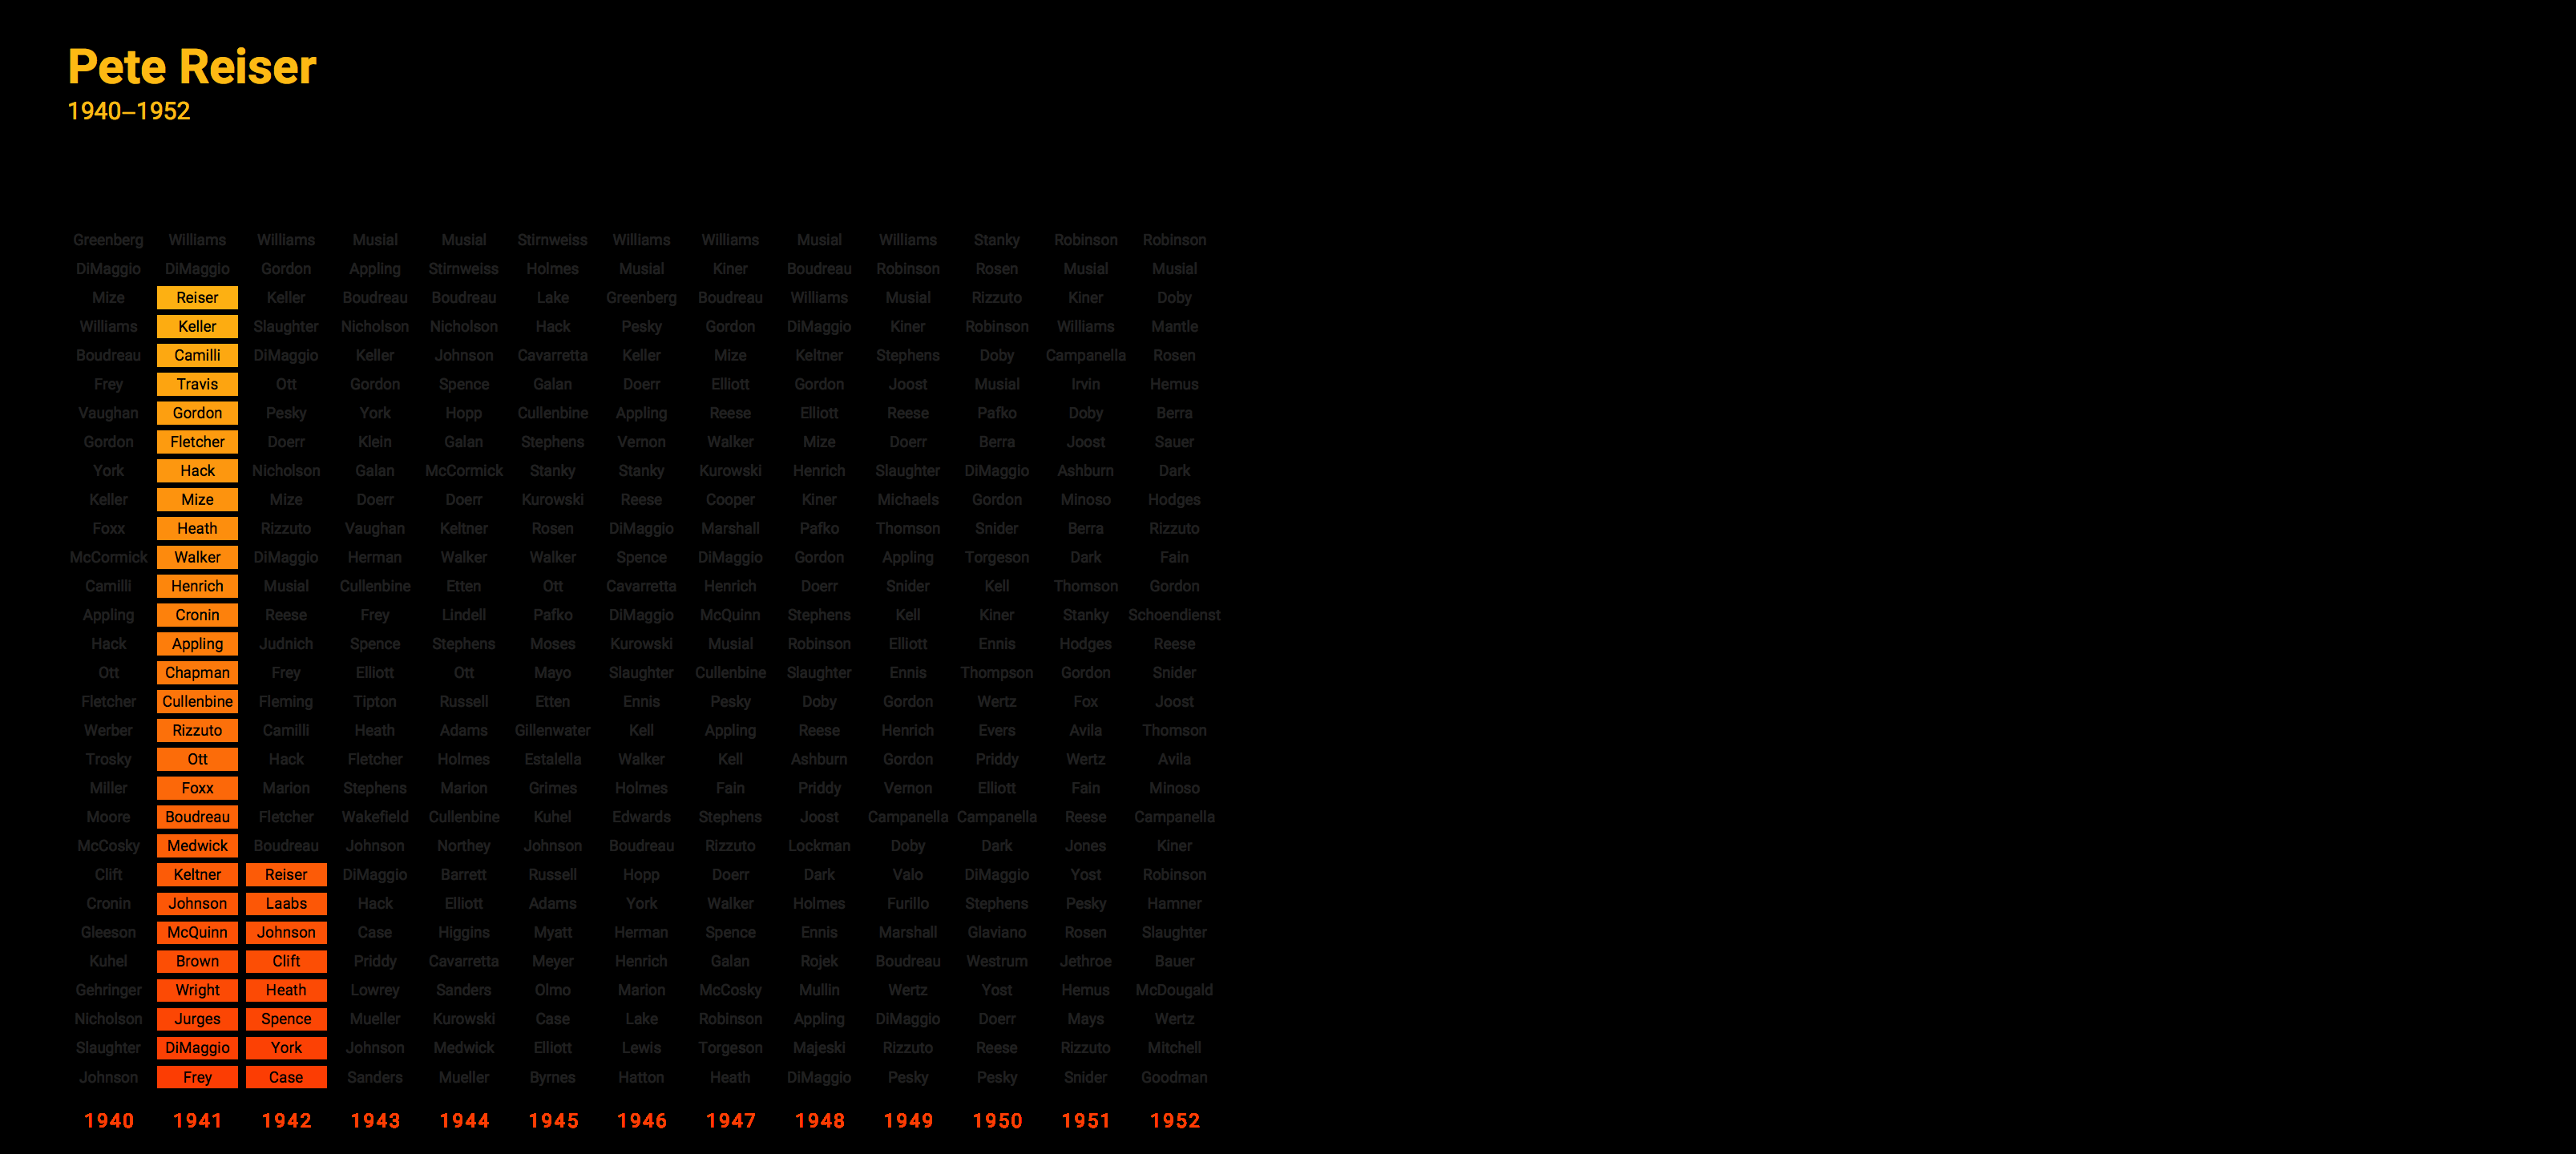 Pete Reiser
1940–1952
Greenberg Williams Williams Musial Musial Stirnweiss Williams Williams Musial Williams Stanky Robinson Robinson
DiMaggio DiMaggio Gordon Appling Stirnweiss Holmes Musial Kiner Boudreau Robinson Rosen Musial Musial
Mize Reiser Keller Boudreau Boudreau Lake Greenberg Boudreau Williams Musial Rizzuto Kiner Doby
Williams Keller Slaughter Nicholson Nicholson Hack Pesky Gordon DiMaggio Kiner Robinson Williams Mantle
Boudreau Camilli DiMaggio Keller Johnson Cavarretta Keller Mize Keltner Stephens Doby Campanella Rosen
Frey Travis Ott Gordon Spence Galan Doerr Elliott Gordon Joost Musial Irvin Hemus
Vaughan Gordon Pesky York Hopp Cullenbine Appling Reese Elliott Reese Pafko Doby Berra
Gordon Fletcher Doerr Klein Galan Stephens Vernon Walker Mize Doerr Berra Joost Sauer
York Hack Nicholson Galan McCormick Stanky Stanky Kurowski Henrich Slaughter DiMaggio Ashburn Dark
Keller Mize Mize Doerr Doerr Kurowski Reese Cooper Kiner Michaels Gordon Minoso Hodges
Foxx Heath Rizzuto Vaughan Keltner Rosen DiMaggio Marshall Pafko Thomson Snider Berra Rizzuto
McCormick Walker DiMaggio Herman Walker Walker Spence DiMaggio Gordon Appling Torgeson Dark Fain
Camilli Henrich Musial Cullenbine Etten Ott Cavarretta Henrich Doerr Snider Kell Thomson Gordon
Appling Cronin Reese Frey Lindell Pafko DiMaggio McQuinn Stephens Kell Kiner Stanky Schoendienst
Hack Appling Judnich Spence Stephens Moses Kurowski Musial Robinson Elliott Ennis Hodges Reese
Ott Chapman Frey Elliott Ott Mayo Slaughter Cullenbine Slaughter Ennis Thompson Gordon Snider
Fletcher Cullenbine Fleming Tipton Russell Etten Ennis Pesky Doby Gordon Wertz Fox Joost
Werber Rizzuto Camilli Heath Adams Gillenwater Kell Appling Reese Henrich Evers Avila Thomson
Trosky Ott Hack Fletcher Holmes Estalella Walker Kell Ashburn Gordon Priddy Wertz Avila
Miller Foxx Marion Stephens Marion Grimes Holmes Fain Priddy Vernon Elliott Fain Minoso
Moore Boudreau Fletcher Wakefield Cullenbine Kuhel Edwards Stephens Joost Campanella Campanella Reese Campanella
McCosky Medwick Boudreau Johnson Northey Johnson Boudreau Rizzuto Lockman Doby Dark Jones Kiner
Clift Keltner Reiser DiMaggio Barrett Russell Hopp Doerr Dark Valo DiMaggio Yost Robinson
Cronin Johnson Laabs Hack Elliott Adams York Walker Holmes Furillo Stephens Pesky Hamner
Gleeson McQuinn Johnson Case Higgins Myatt Herman Spence Ennis Marshall Glaviano Rosen Slaughter
Kuhel Brown Clift Priddy Cavarretta Meyer Henrich Galan Rojek Boudreau Westrum Jethroe Bauer
Gehringer Wright Heath Lowrey Sanders Olmo Marion McCosky Mullin Wertz Yost Hemus McDougald
Nicholson Jurges Spence Mueller Kurowski Case Lake Robinson Appling DiMaggio Doerr Mays Wertz
Slaughter DiMaggio York Johnson Medwick Elliott Lewis Torgeson Majeski Rizzuto Reese Rizzuto Mitchell
Johnson Frey Case Sanders Mueller Byrnes Hatton Heath DiMaggio Pesky Pesky Snider Goodman
1940 1941 1942 1943 1944 1945 1946 1947 1948 1949 1950 1951 1952